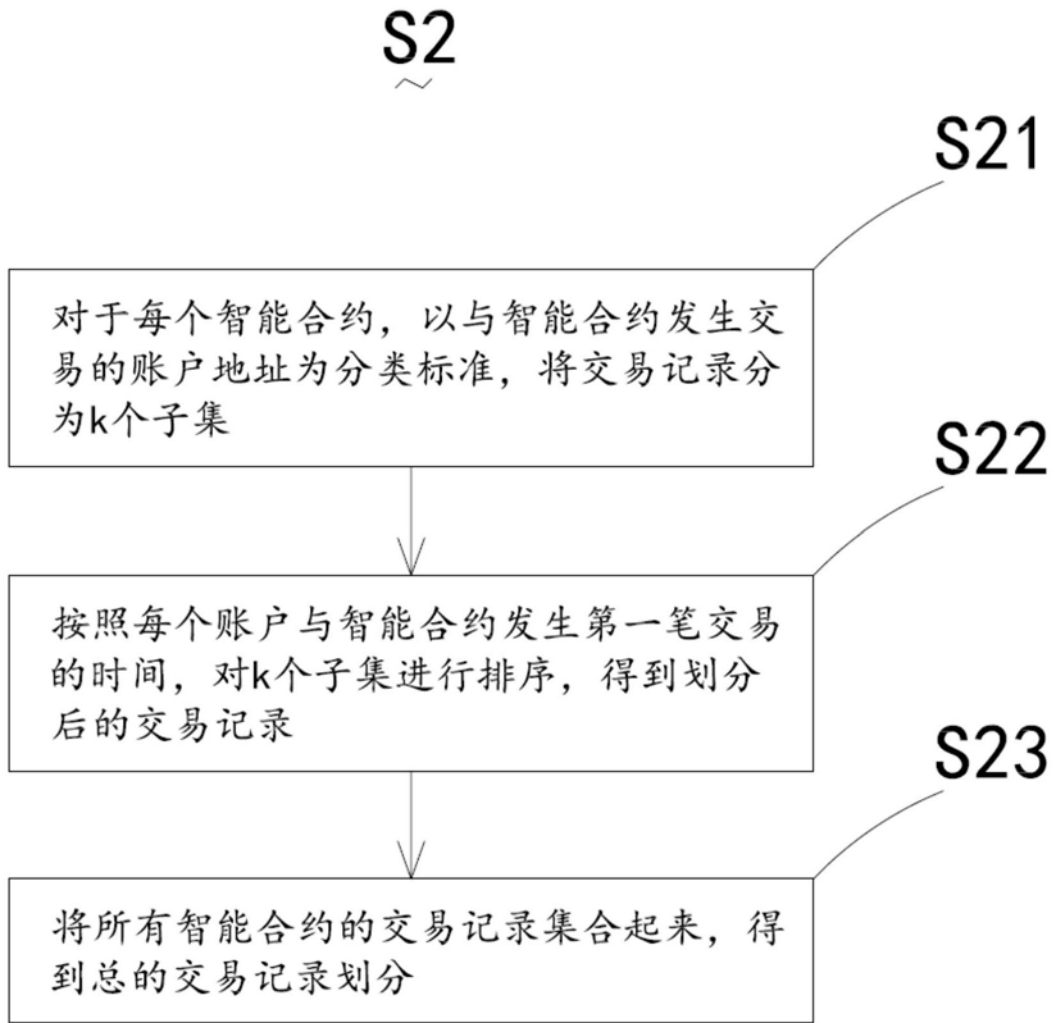 S2
S21
对于每个智能合约，以与智能合约发生交
易的账户地址为分类标准，将交易记录分
为k个子集
S22
按照每个账户与智能合约发生第一笔交易
的时间，对k个子集进行排序，得到划分
后的交易记录
S23
将所有智能合约的交易记录集合起来，得
到总的交易记录划分